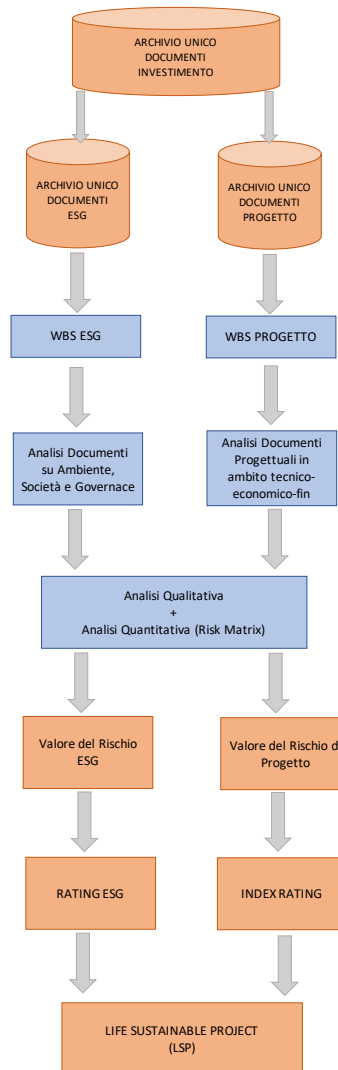 ARCHIVIO UNICO
DOCUMENTI
INVESTIMENTO
ARCHIVIO UNICO
DOCUMENTI
ESG
ARCHIVIO UNICO
DOCUMENTI
PROGETTO
WBS ESG
WBS PROGETTO
Analisi Documenti
su Ambiente,
Società e Governace
Analisi Documenti
Progettuali in
ambito tecnico-
economico-fin
Analisi Qualitativa
+
Analisi Quantitativa (Risk Matrix)
Valore del Rischio
ESG
Valore del Rischio d
Progetto
RATING ESG
INDEX RATING
LIFE SUSTAINABLE PROJECT
(LSP)